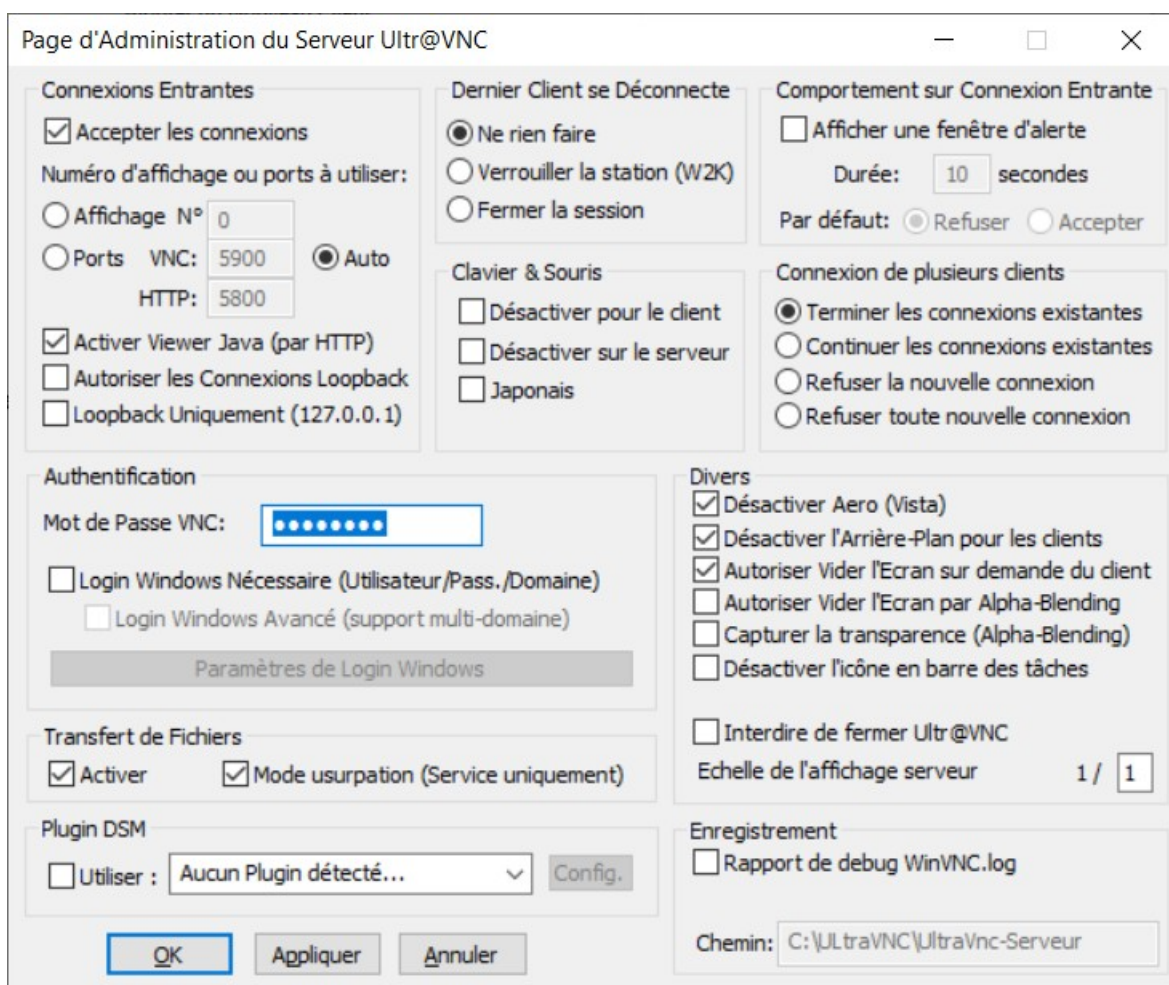 Page d'Administration du Serveur Ultr@VNC
Connexions Entrantes
Accepter les connexions
Numéro d'affichage ou ports à utiliser:
Affichage N° 0
Ports VNC: 5900 Auto
HTTP: 5800
Activer Viewer Java (par HTTP)
Autoriser les Connexions Loopback
Loopback Uniquement (127.0.0.1)
Dernier Client se Déconnecte
Ne rien faire
Verrouiller la station (W2K)
Fermer la session
Clavier & Souris
Désactiver pour le client
Désactiver sur le serveur
Japonais
Comportement sur Connexion Entrante
Afficher une fenêtre d'alerte
Durée: 10 secondes
Par défaut: Refuser Accepter
Connexion de plusieurs clients
Terminer les connexions existantes
Continuer les connexions existantes
Refuser la nouvelle connexion
Refuser toute nouvelle connexion
Authentification
Mot de Passe VNC: ●●●●●●●●
Login Windows Nécessaire (Utilisateur/Pass./Domaine)
Login Windows Avancé (support multi-domaine)
Paramètres de Login Windows
Transfert de Fichiers
Activer Mode usurpation (Service uniquement)
Plugin DSM
Utiliser : Aucun Plugin détecté... Config.
OK Appliquer Annuler
Divers
Désactiver Aero (Vista)
Désactiver l'Arrière-Plan pour les clients
Autoriser Vider l'Ecran sur demande du client
Autoriser Vider l'Ecran par Alpha-Blending
Capturer la transparence (Alpha-Blending)
Désactiver l'icône en barre des tâches
Interdire de fermer Ultr@VNC
Echelle de l'affichage serveur 1 / 1
Enregistrement
Rapport de debug WinVNC.log
Chemin: C:\ULtraVNC\UltraVnc-Serveur